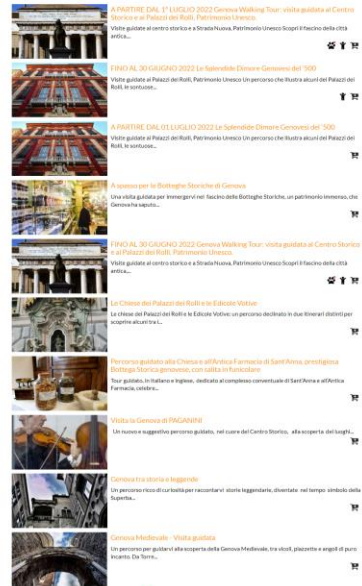 A PARTIRE DAL 1° LUGLIO 2022 Genova Walking Tour: visita guidata al Centro
Storico e ai Palazzi dei Rolli, Patrimonio Unesco.
Visite guidate al centro storico e a Strada Nuova, Patrimonio Unesco Scopri il fascino della città
antica...
FINO AL 30 GIUGNO 2022 Le Splendide Dimore Genovesi del '500
Visite guidate ai Palazzi dei Rolli, Patrimonio Unesco Un percorso che illustra alcuni dei Palazzi dei
Rolli, le sontuose...
A PARTIRE DAL 01 LUGLIO 2022 Le Splendide Dimore Genovesi del '500
Visite guidate ai Palazzi dei Rolli, Patrimonio Unesco Un percorso che illustra alcuni dei Palazzi dei
Rolli, le sontuose...
A spasso per le Botteghe Storiche di Genova
Una visita guidata per immergervi nel fascino delle Botteghe Storiche, un patrimonio immenso, che
Genova ha saputo...
FINO AL 30 GIUGNO 2022 Genova Walking Tour: visita guidata al Centro Storico
e ai Palazzi dei Rolli, Patrimonio Unesco.
Visite guidate al centro storico e a Strada Nuova, Patrimonio Unesco Scopri il fascino della città
antica...
Le Chiese dei Palazzi dei Rolli e le Edicole Votive
Le chiese dei Palazzi dei Rolli e le Edicole Votive: un percorso declinato in due itinerari distinti per
scoprire alcuni tra i...
Percorso guidato alla Chiesa e all'Antica Farmacia di Sant'Anna, prestigiosa
Bottega Storica genovese, con salita in funicolare
Tour guidato, in italiano e inglese, dedicato al complesso conventuale di Sant'Anna e all'Antica
Farmacia, celebre...
Visita la Genova di PAGANINI
Un nuovo e suggestivo percorso guidato, nel cuore del Centro Storico, alla scoperta dei luoghi...
Genova tra storia e leggende
Un percorso ricco di curiosità per raccontarvi storie leggendarie, diventate nel tempo simbolo della
Superba...
Genova Medievale - Visita guidata
Un percorso per guidarvi alla scoperta della Genova Medievale, tra vicoli, piazzette e angoli di puro
incanto. Da Torre...